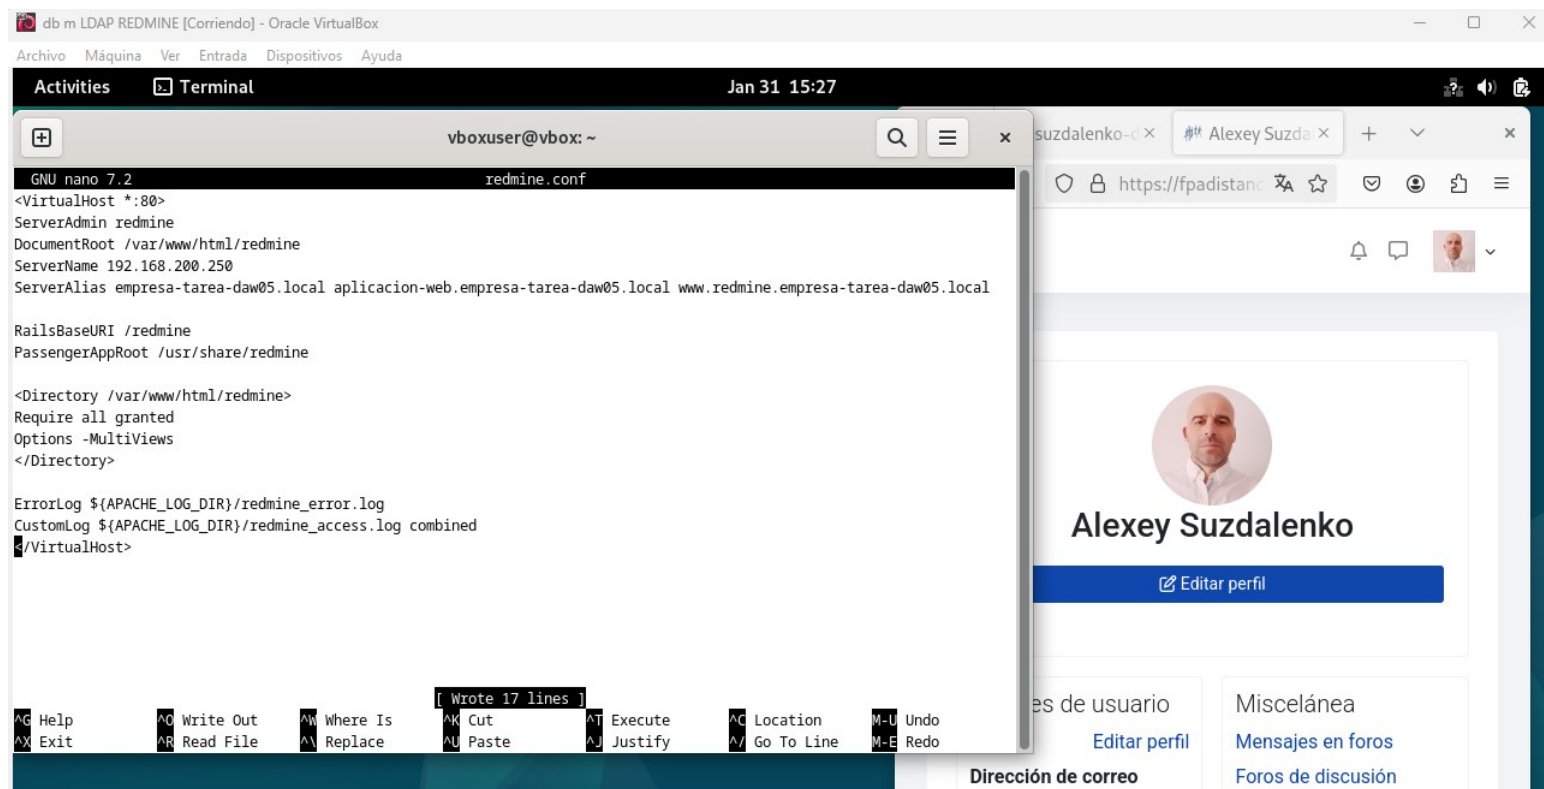 db m LDAP REDMINE [Corriendo] - Oracle VirtualBox
Archivo Máquina Ver Entrada Dispositivos Ayuda
Activities Terminal Jan 31 15:27
vboxuser@vbox: ~
suzdalenko-d Alexey Suzda
https://fpadistanc
GNU nano 7.2 redmine.conf
<VirtualHost *:80>
ServerAdmin redmine
DocumentRoot /var/www/html/redmine
ServerName 192.168.200.250
ServerAlias empresa-tarea-daw05.local aplicacion-web.empresa-tarea-daw05.local www.redmine.empresa-tarea-daw05.local
RailsBaseURI /redmine
PassengerAppRoot /usr/share/redmine
<Directory /var/www/html/redmine>
Require all granted
Options -MultiViews
</Directory>
ErrorLog ${APACHE_LOG_DIR}/redmine_error.log
CustomLog ${APACHE_LOG_DIR}/redmine_access.log combined
</VirtualHost>
[ Wrote 17 lines ]
^G Help ^O Write Out ^W Where Is ^K Cut ^T Execute ^C Location M-U Undo
^X Exit ^R Read File ^\ Replace ^U Paste ^J Justify ^/ Go To Line M-E Redo
Alexey Suzdalenko
Editar perfil
es de usuario
Editar perfil
Dirección de correo
Miscelánea
Mensajes en foros
Foros de discusión